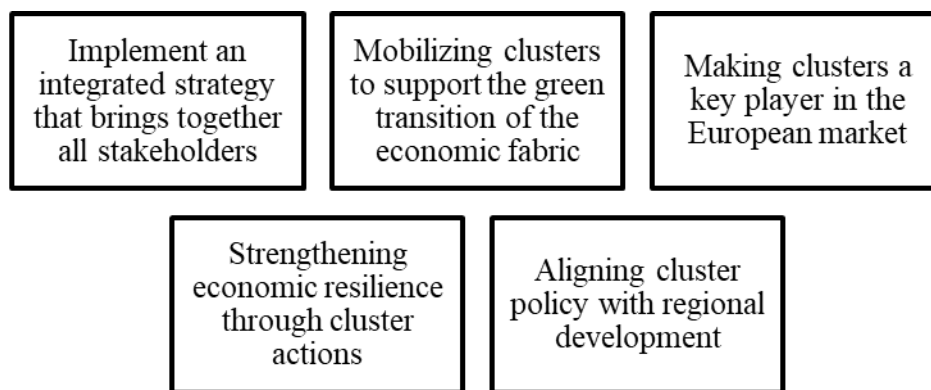 Implement an
integrated strategy
that brings together
all stakeholders
Mobilizing clusters
to support the green
transition of the
economic fabric
Making clusters a
key player in the
European market
Strengthening
economic resilience
through cluster
actions
Aligning cluster
policy with regional
development